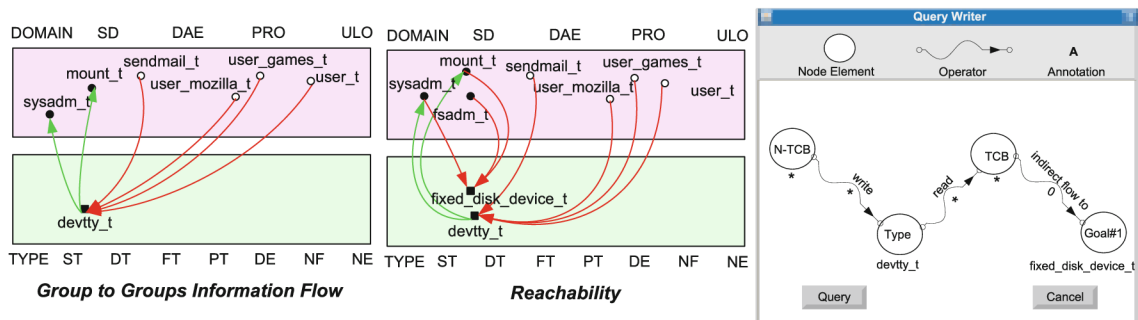 DOMAIN SD DAE PRO ULO
sendmail_t user_games_t
mount_t user_mozilla_t user_t
sysadm_t
devtty_t
TYPE ST DT FT PT DE NF NE
Group to Groups Information Flow
DOMAIN SD DAE PRO ULO
mount_t sendmail_t user_games_t
sysadm_t user_mozilla_t user_t
fsadm_t
fixed_disk_device_t
devtty_t
TYPE ST DT FT PT DE NF NE
Reachability
Query Writer
A
Node Element Operator Annotation
N-TCB
*
write
*
Type
devtty_t
read
*
TCB
*
indirect flow to
0
Goal#1
fixed_disk_device_t
Query Cancel